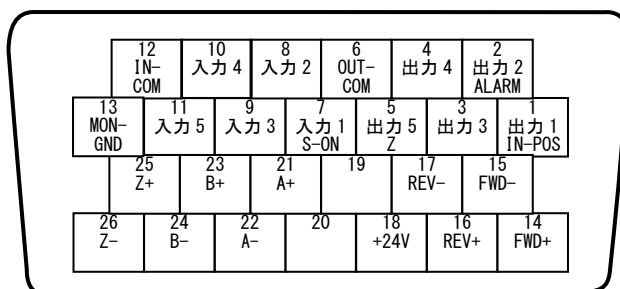 12 10 8 6 4 2
IN- 入力4 入力2 OUT- 出力4 出力2
COM COM ALARM
13 11 9 7 5 3 1
MON- 入力5 入力3 入力1 出力5 出力3 出力1
GND S-ON Z IN-POS
25 23 21 19 17 15
Z+ B+ A+ REV- FWD-
26 24 22 20 18 16 14
Z- B- A- +24V REV+ FWD+